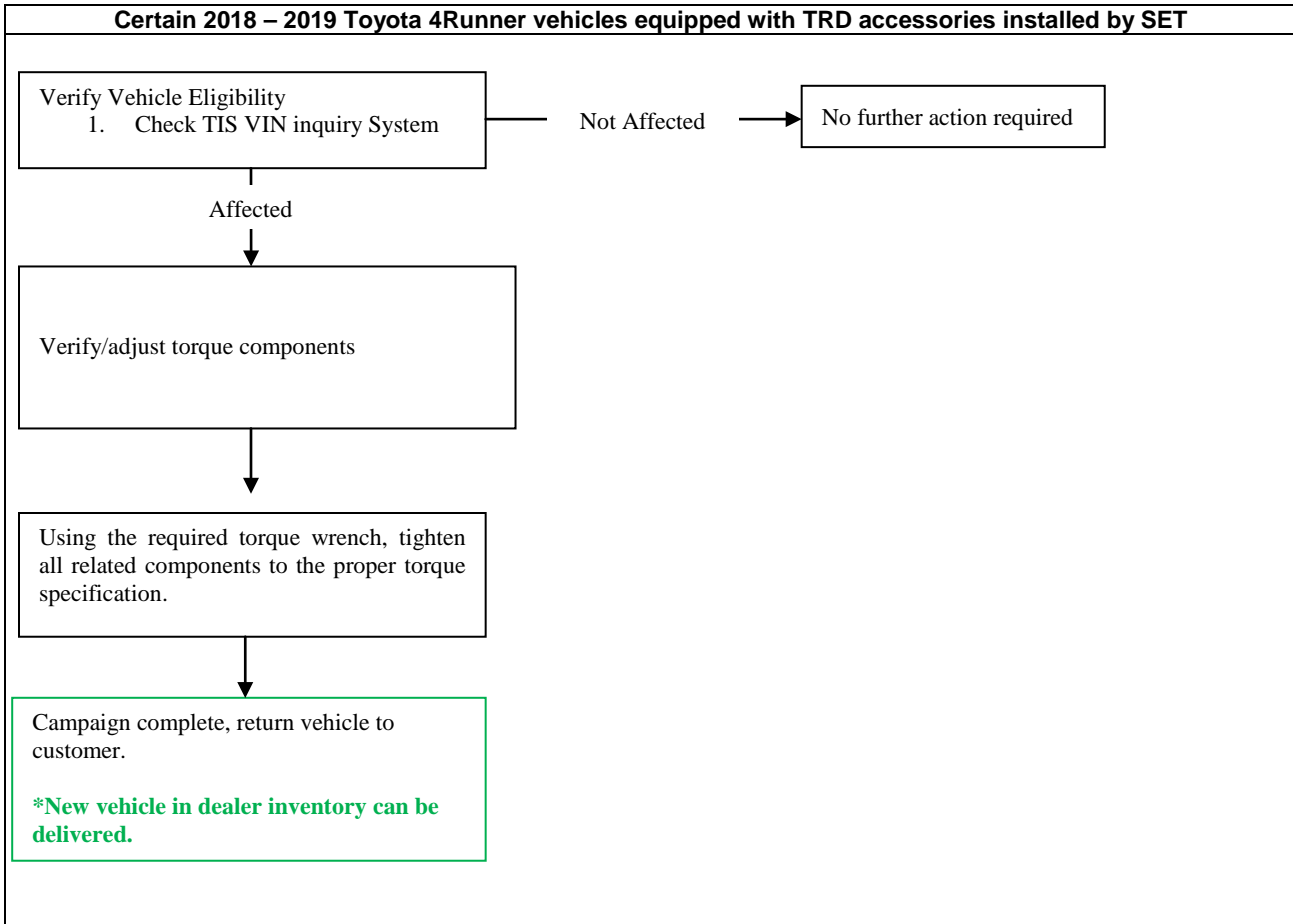 Certain 2018 – 2019 Toyota 4Runner vehicles equipped with TRD accessories installed by SET
Verify Vehicle Eligibility
1. Check TIS VIN inquiry System
Not Affected
No further action required
Affected
Verify/adjust torque components
Using the required torque wrench, tighten
all related components to the proper torque
specification.
Campaign complete, return vehicle to
customer.
*New vehicle in dealer inventory can be
delivered.